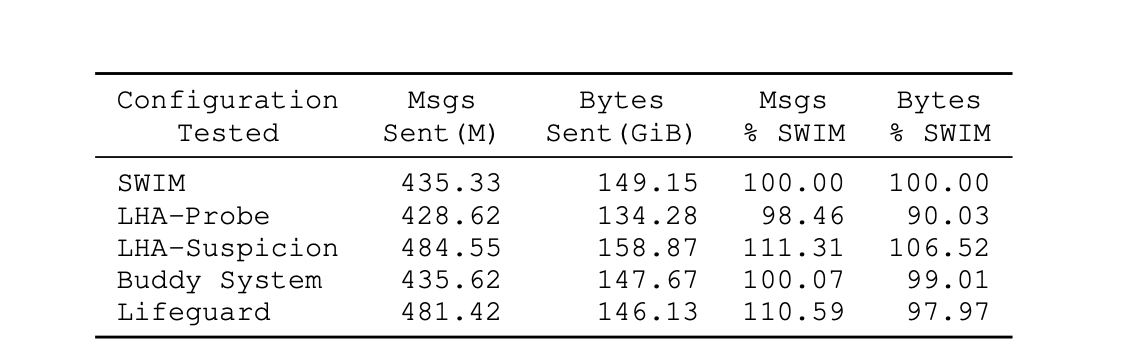 Configuration Msgs Bytes Msgs Bytes
Tested Sent(M) Sent(GiB) % SWIM % SWIM
SWIM 435.33 149.15 100.00 100.00
LHA-Probe 428.62 134.28 98.46 90.03
LHA-Suspicion 484.55 158.87 111.31 106.52
Buddy System 435.62 147.67 100.07 99.01
Lifeguard 481.42 146.13 110.59 97.97